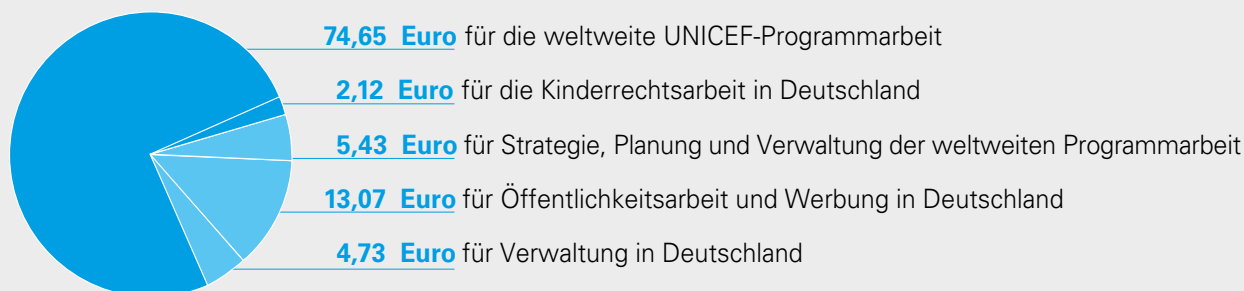 74,65 Euro für die weltweite UNICEF-Programmarbeit
2,12 Euro für die Kinderrechtsarbeit in Deutschland
5,43 Euro für Strategie, Planung und Verwaltung der weltweiten Programmarbeit
13,07 Euro für Öffentlichkeitsarbeit und Werbung in Deutschland
4,73 Euro für Verwaltung in Deutschland